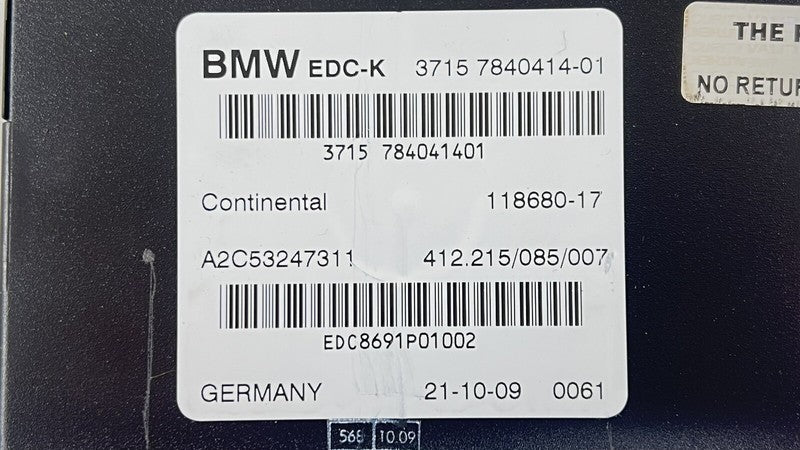 BMW EDC-K 3715 7840414-01
3715 784041401
Continental 118680-17
A2C53247311 412.215/085/007
EDC8691P01002
GERMANY 21-10-09 0061
568 10.09
THE
NO RETUR